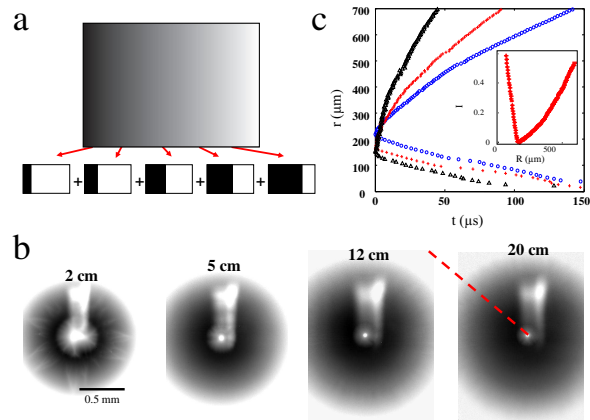 a
+ + + +
b
2 cm
5 cm
12 cm
20 cm
0.5 mm
c
r (μm)
700
600
500
400
300
200
100
0
0 50 100 150
t (μs)
I
0.4
0.2
0
0 500
R (μm)